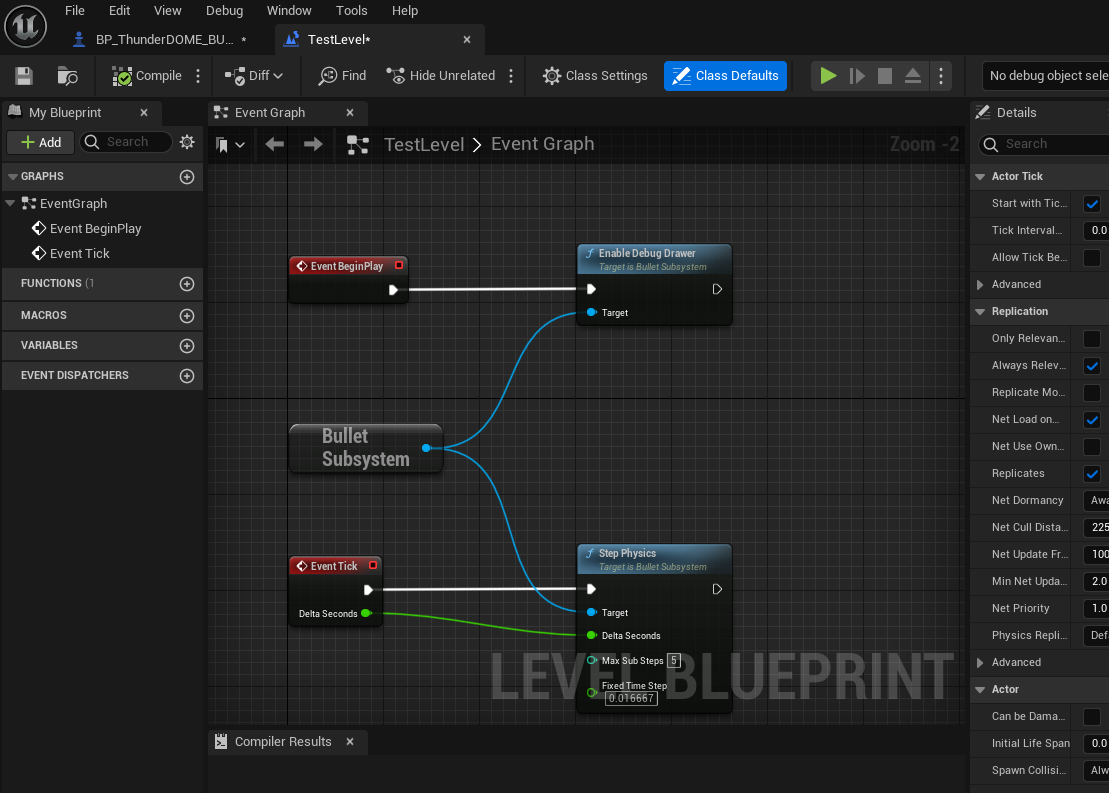 File Edit View Debug Window Tools Help
BP_ThunderDOME_BU... *
TestLevel*
Compile
Diff
Find
Hide Unrelated
Class Settings
Class Defaults
No debug object sele
My Blueprint
Add
Search
GRAPHS
EventGraph
Event BeginPlay
Event Tick
FUNCTIONS (1
MACROS
VARIABLES
EVENT DISPATCHERS
Event Graph
TestLevel > Event Graph
Zoom -2
Event BeginPlay
Enable Debug Drawer
Target is Bullet Subsystem
Target
Bullet
Subsystem
Event Tick
Delta Seconds
Step Physics
Target is Bullet Subsystem
Target
Delta Seconds
Max Sub Steps 5
Fixed Time Step
0.016667
LEVEL BLUEPRINT
Compiler Results
Details
Search
Actor Tick
Start with Tic...
Tick Interval... 0.0
Allow Tick Be...
Advanced
Replication
Only Relevan...
Always Relev...
Replicate Mo...
Net Load on...
Net Use Own...
Replicates
Net Dormancy Awa
Net Cull Dista... 225
Net Update Fr... 100
Min Net Upda... 2.0
Net Priority 1.0
Physics Repli... Def
Advanced
Actor
Can be Dama...
Initial Life Span 0.0
Spawn Collisi... Alw